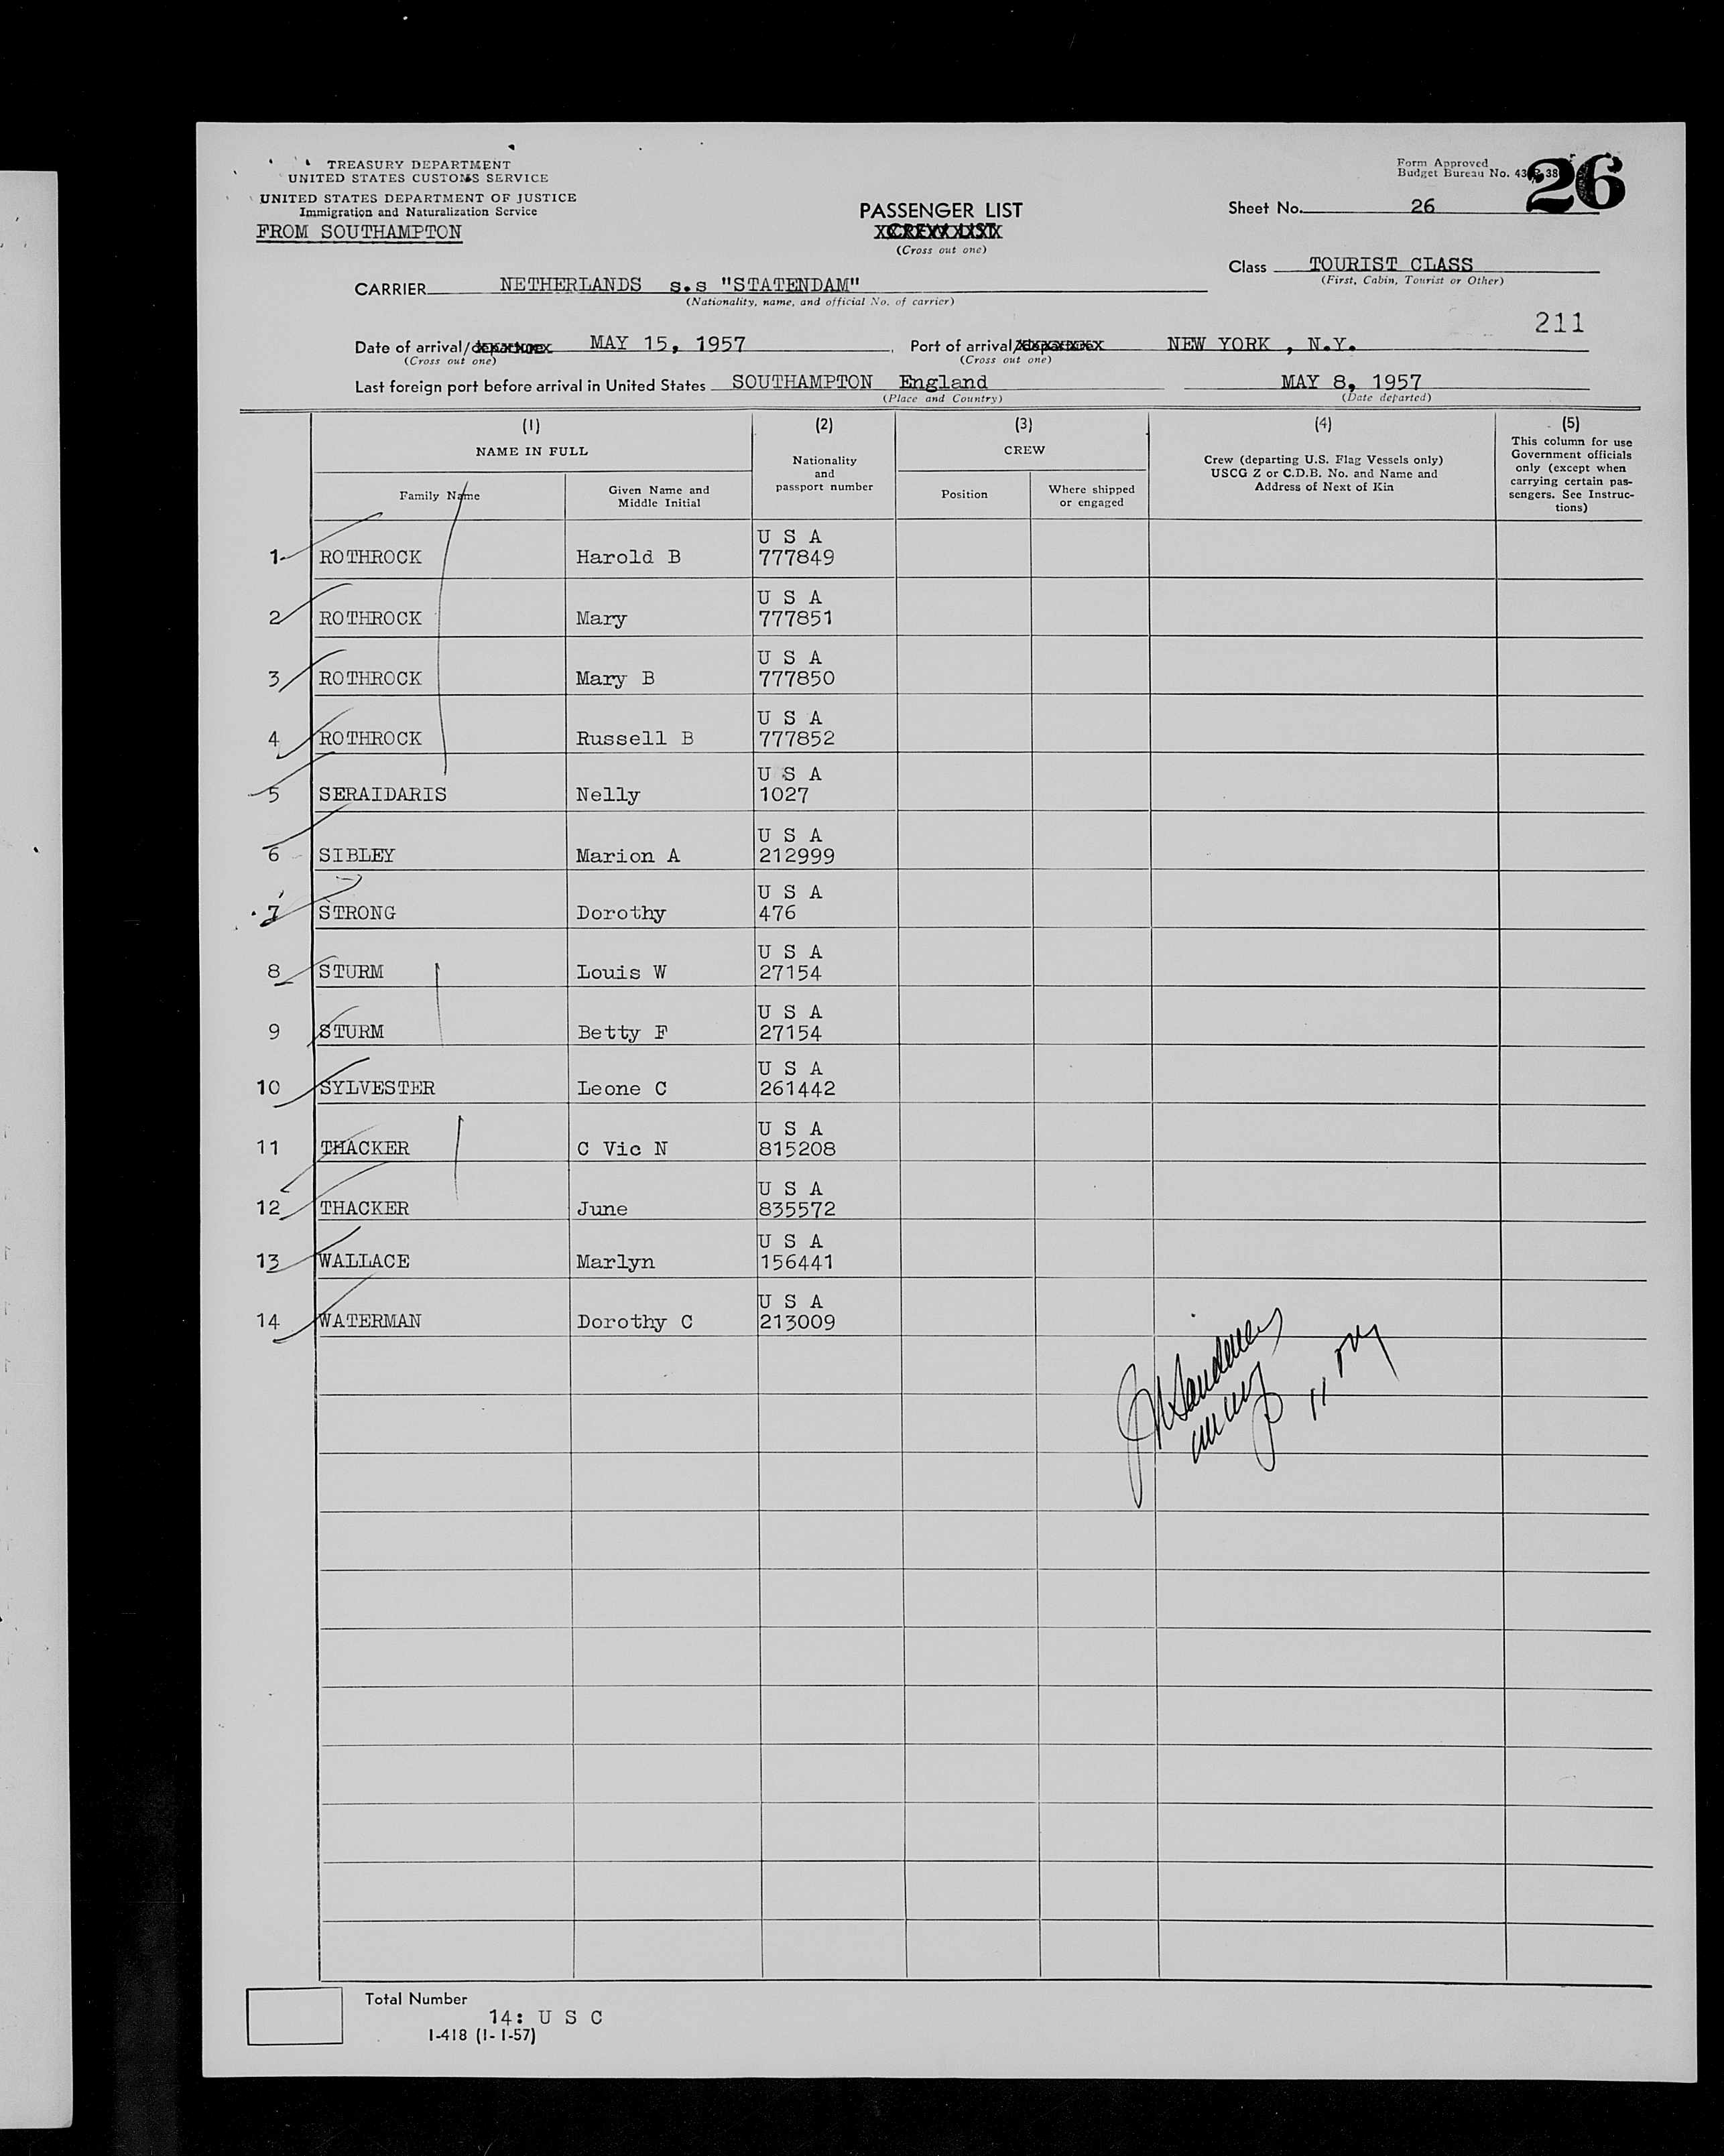 TREASURY DEPARTMENT
UNITED STATES CUSTOMS SERVICE
UNITED STATES DEPARTMENT OF JUSTICE
Immigration and Naturalization Service
FROM SOUTHAMPTON
Form Approved
Budget Bureau No.
26
PASSENGER LIST
CREW LIST
(Cross out one)
Sheet No. 26
Class TOURIST CLASS
(First, Cabin, Tourist or Other)
CARRIER NETHERLANDS s.s "STATENDAM"
(Nationality, name, and official No. of carrier)
211
Date of arrival/departure MAY 15, 1957 Port of arrival/departure NEW YORK , N.Y.
(Cross out one) (Cross out one)
Last foreign port before arrival in United States SOUTHAMPTON England MAY 8, 1957
(Place and Country) (Date departed)
(1) (2) (3) (4) (5)
NAME IN FULL
Family Name
Given Name and
Middle Initial
Nationality
and
passport number
CREW
Position
Where shipped
or engaged
Crew (departing U.S. Flag Vessels only)
USCG Z or C.D.B. No. and Name and
Address of Next of Kin
This column for use
Government officials
only (except when
carrying certain pas-
sengers. See Instruc-
tions)
U S A
1 ROTHROCK Harold B 777849
U S A
2 ROTHROCK Mary 777851
U S A
3 ROTHROCK Mary B 777850
U S A
4 ROTHROCK Russell B 777852
U S A
5 SERAIDARIS Nelly 1027
U S A
6 SIBLEY Marion A 212999
U S A
7 STRONG Dorothy 476
U S A
8 STURM Louis W 27154
U S A
9 STURM Betty F 27154
U S A
10 SYLVESTER Leone C 261442
U S A
11 THACKER C Vic N 815208
U S A
12 THACKER June 835572
U S A
13 WALLACE Marlyn 156441
U S A
14 WATERMAN Dorothy C 213009
Total Number
14: U S C
I-418 (1-1-57)